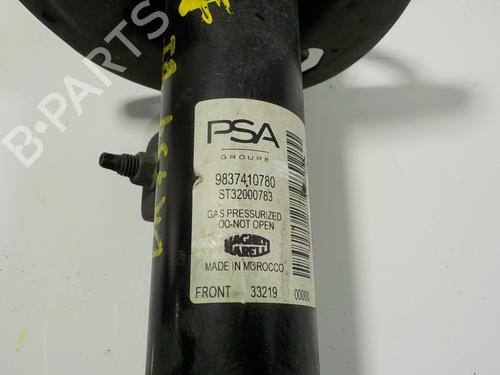 PSA
GROUPE
9837410780
ST32000783
GAS PRESSURIZED
DO NOT OPEN
MAGNETI
MARELLI
MADE IN MOROCCO
FRONT 33219 00000
B-PARTS